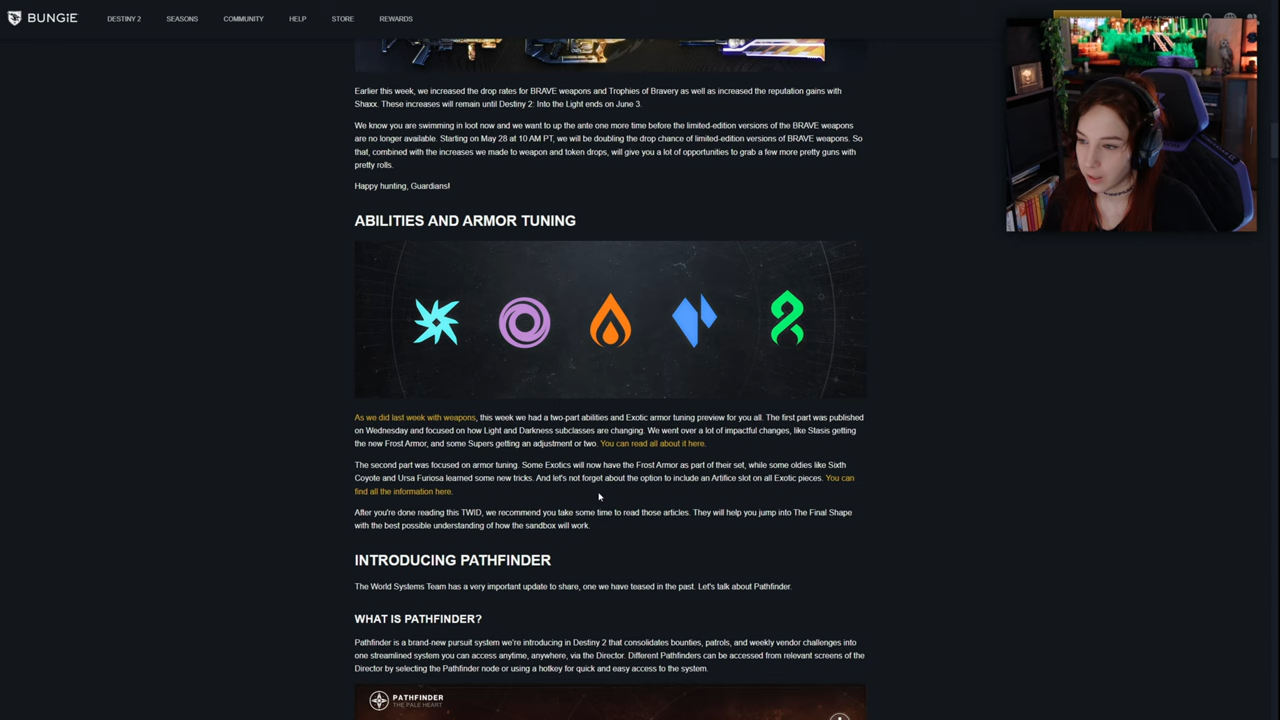 BUNGiE
DESTINY 2
SEASONS
COMMUNITY
HELP
STORE
REWARDS
Earlier this week, we increased the drop rates for BRAVE weapons and Trophies of Bravery as well as increased the reputation gains with
Shaxx. These increases will remain until Destiny 2: Into the Light ends on June 3.
We know you are swimming in loot now and we want to up the ante one more time before the limited-edition versions of the BRAVE weapons
are no longer available. Starting on May 28 at 10 AM PT, we will be doubling the drop chance of limited-edition versions of BRAVE weapons. So
that, combined with the increases we made to weapon and token drops, will give you a lot of opportunities to grab a few more pretty guns with
pretty rolls.
Happy hunting, Guardians!
ABILITIES AND ARMOR TUNING
As we did last week with weapons, this week we had a two-part abilities and Exotic armor tuning preview for you all. The first part was published
on Wednesday and focused on how Light and Darkness subclasses are changing. We went over a lot of impactful changes, like Stasis getting
the new Frost Armor, and some Supers getting an adjustment or two. You can read all about it here.
The second part was focused on armor tuning. Some Exotics will now have the Frost Armor as part of their set, while some oldies like Sixth
Coyote and Ursa Furiosa learned some new tricks. And let's not forget about the option to include an Artifice slot on all Exotic pieces. You can
find all the information here.
After you're done reading this TWID, we recommend you take some time to read those articles. They will help you jump into The Final Shape
with the best possible understanding of how the sandbox will work.
INTRODUCING PATHFINDER
The World Systems Team has a very important update to share, one we have teased in the past. Let's talk about Pathfinder.
WHAT IS PATHFINDER?
Pathfinder is a brand-new pursuit system we're introducing in Destiny 2 that consolidates bounties, patrols, and weekly vendor challenges into
one streamlined system you can access anytime, anywhere, via the Director. Different Pathfinders can be accessed from relevant screens of the
Director by selecting the Pathfinder node or using a hotkey for quick and easy access to the system.
PATHFINDER
THE PALE HEART